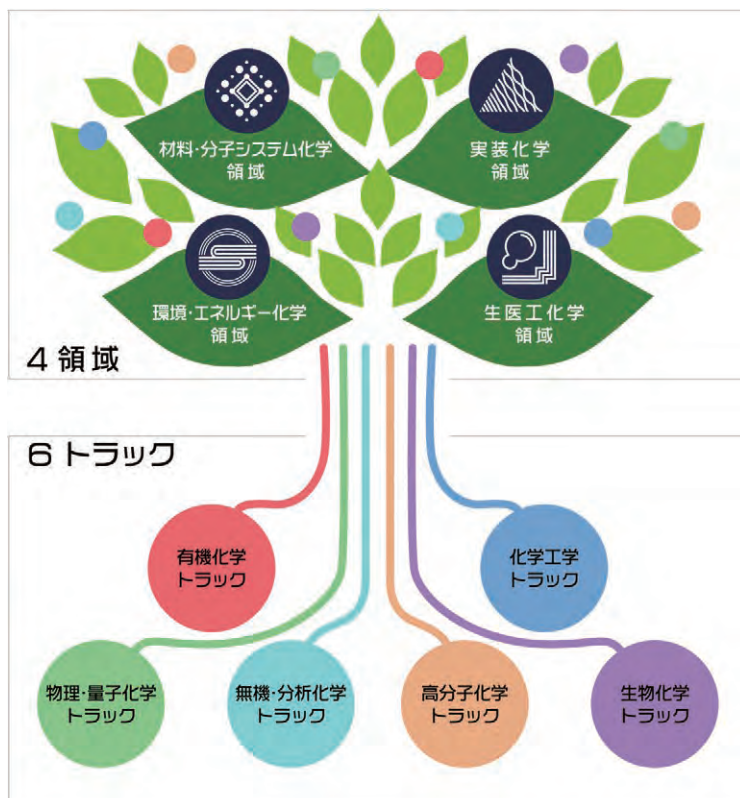 材料・分子システム化学
領域
実装化学
領域
環境・エネルギー化学
領域
生医工化学
領域
4 領域
6 トラック
有機化学
トラック
化学工学
トラック
物理・量子化学
トラック
無機・分析化学
トラック
高分子化学
トラック
生物化学
トラック